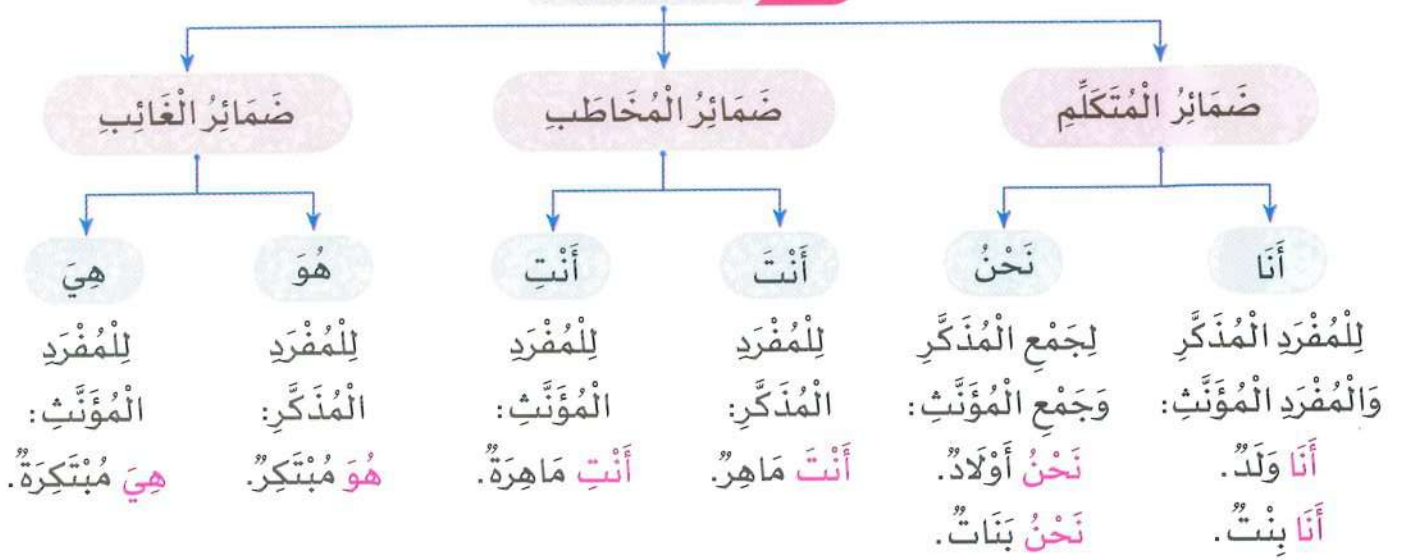 ضَمَائِرُ الْمُتَكَلِّمِ
ضَمَائِرُ الْمُخَاطَبِ
ضَمَائِرُ الْغَائِبِ
أَنَا
لِلْمُفْرَدِ الْمُذَكَّرِ
وَالْمُفْرَدِ الْمُؤَنَّثِ:
أَنَا وَلَدٌ.
أَنَا بِنْتٌ.
نَحْنُ
لِجَمْعِ الْمُذَكَّرِ
وَجَمْعِ الْمُؤَنَّثِ:
نَحْنُ أَوْلَادٌ.
نَحْنُ بَنَاتٌ.
أَنْتَ
لِلْمُفْرَدِ
الْمُذَكَّرِ:
أَنْتَ مَاهِرٌ.
أَنْتِ
لِلْمُفْرَدِ
الْمُؤَنَّثِ:
أَنْتِ مَاهِرَةٌ.
هُوَ
لِلْمُفْرَدِ
الْمُذَكَّرِ:
هُوَ مُبْتَكِرٌ.
هِيَ
لِلْمُفْرَدِ
الْمُؤَنَّثِ:
هِيَ مُبْتَكِرَةٌ.